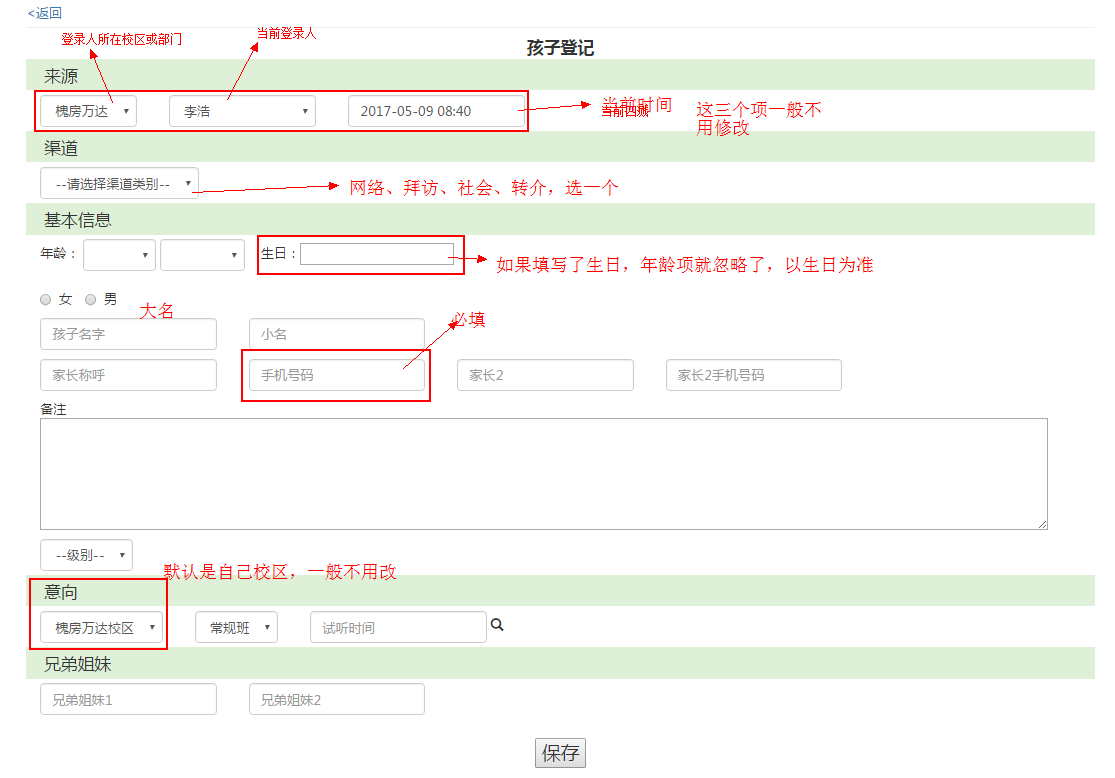 <返回
登录人所在校区或部门
当前登录人
孩子登记
来源
槐房万达
李浩
2017-05-09 08:40
当前时间
这三个项一般不
用修改
渠道
--请选择渠道类别--
网络、拜访、社会、转介，选一个
基本信息
年龄：
生日：
如果填写了生日，年龄项就忽略了，以生日为准
女
男
大名
孩子名字
小名
必填
家长称呼
手机号码
家长2
家长2手机号码
备注
--级别--
默认是自己校区，一般不用改
意向
槐房万达校区
常规班
试听时间
兄弟姐妹
兄弟姐妹1
兄弟姐妹2
保存